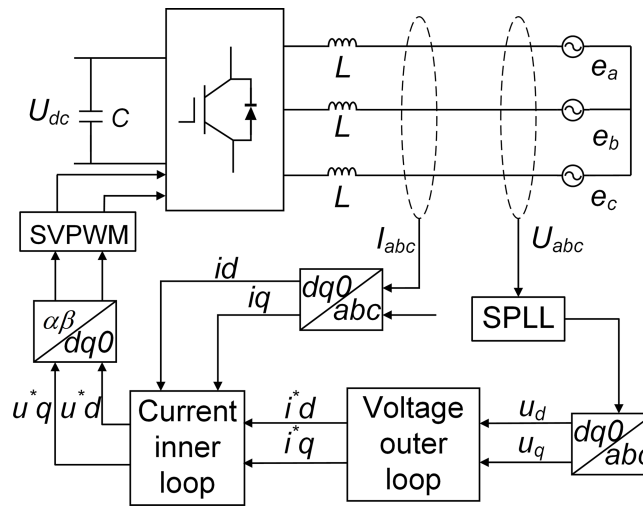 L
e_a
U_dc
C
L
e_b
L
e_c
I_abc
U_abc
SVPWM
id
iq
dq0
abc
SPLL
αβ
dq0
u*q
u*d
Current
inner
loop
i*d
i*q
Voltage
outer
loop
u_d
u_q
dq0
abc